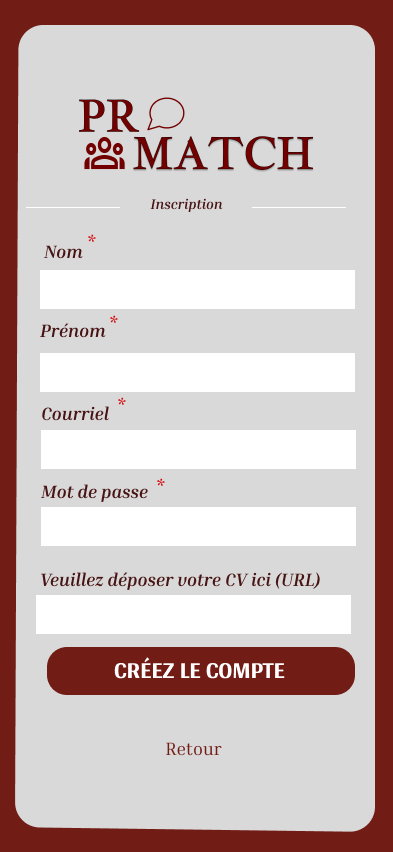 PR
MATCH
Inscription
Nom *
Prénom *
Courriel *
Mot de passe *
Veuillez déposer votre CV ici (URL)
CRÉEZ LE COMPTE
Retour